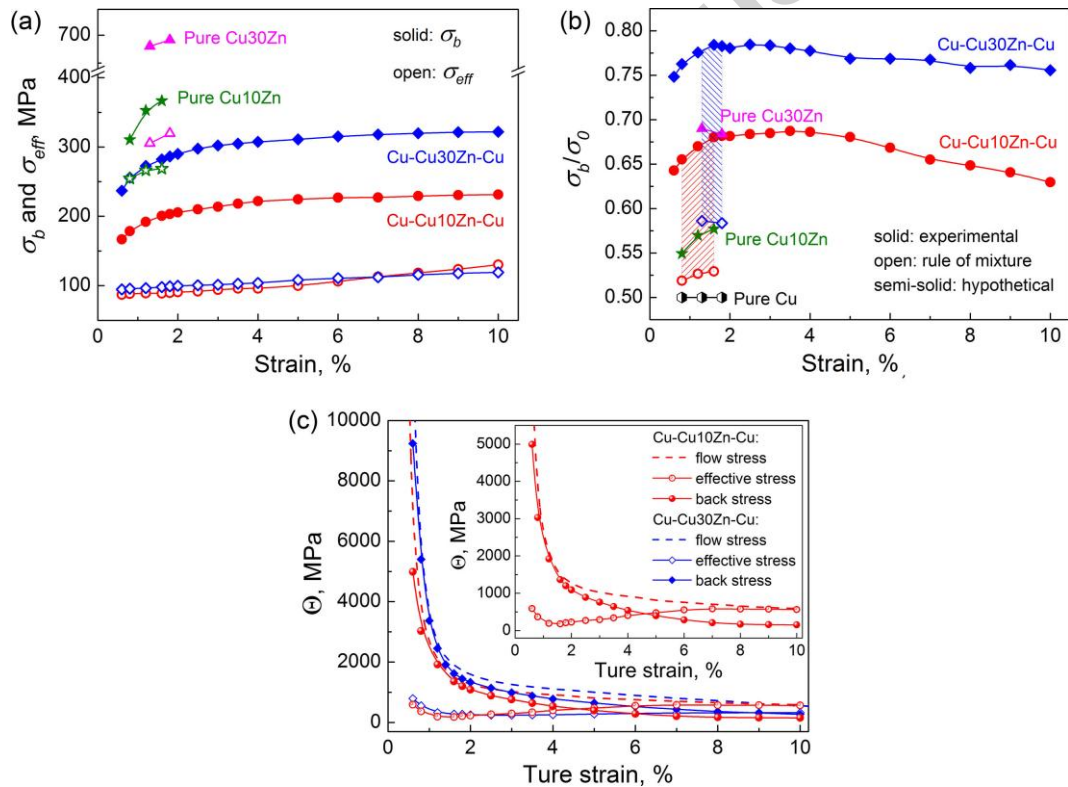 (a)
700
400
300
200
100
0
2
4
6
8
10
σb and σeff, MPa
Strain, %
Pure Cu30Zn
solid: σb
open: σeff
Pure Cu10Zn
Cu-Cu30Zn-Cu
Cu-Cu10Zn-Cu
(b)
0.80
0.75
0.70
0.65
0.60
0.55
0.50
0
2
4
6
8
10
σb/σ0
Strain, %
Cu-Cu30Zn-Cu
Pure Cu30Zn
Cu-Cu10Zn-Cu
Pure Cu10Zn
solid: experimental
open: rule of mixture
semi-solid: hypothetical
Pure Cu
(c)
10000
8000
6000
4000
2000
0
2
4
6
8
10
Θ, MPa
Ture strain, %
5000
4000
3000
2000
1000
0
0
2
4
6
8
10
Θ, MPa
Ture strain, %
Cu-Cu10Zn-Cu:
flow stress
effective stress
back stress
Cu-Cu30Zn-Cu:
flow stress
effective stress
back stress